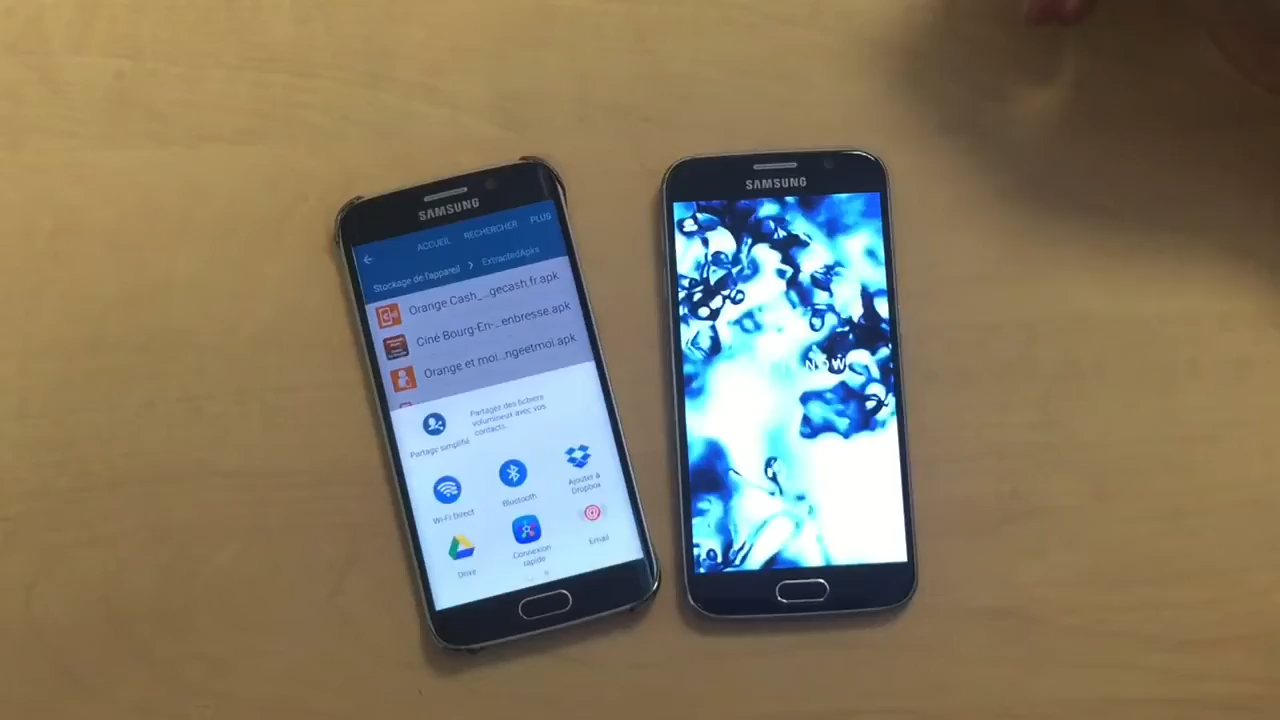 SAMSUNG
ACCUEIL RECHERCHER PLUS
Stockage de l'appareil > ExtractedApks
Orange Cash_...gecash.fr.apk
Ciné Bourg-En-...enbresse.apk
Orange et moi...ngeetmoi.apk
Partage simplifié
Partagez des fichiers
volumineux avec vos
contacts.
Wi-Fi Direct
Bluetooth
Ajouter à
Dropbox
Drive
Connexion
rapide
Email
SAMSUNG
NOW